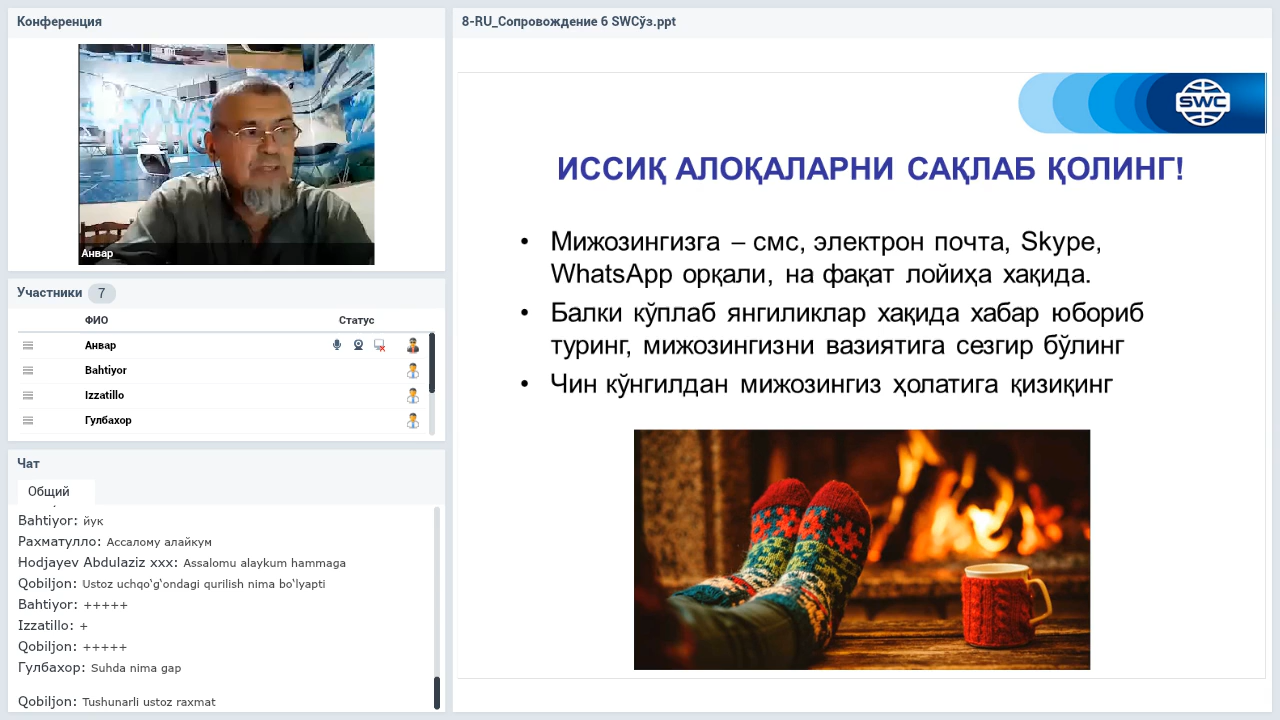 Конференция
Анвар
Участники 7
ФИО Статус
Анвар
Bahtiyor
Izzatillo
Гулбахор
Чат
Общий
Bahtiyor: йук
Рахматулло: Ассалому алайкум
Hodjayev Abdulaziz xxx: Assalomu alaykum hammaga
Qobiljon: Ustoz uchqo‘g‘ondagi qurilish nima bo‘lyapti
Bahtiyor: +++++
Izzatillo: +
Qobiljon: +++++
Гулбахор: Suhda nima gap
Qobiljon: Tushunarli ustoz raxmat
8-RU_Сопровождение 6 SWCўз.ppt
SWC
ИССИҚ АЛОҚАЛАРНИ САҚЛАБ ҚОЛИНГ!
• Мижозингизга – смс, электрон почта, Skype,
WhatsApp орқали, на фақат лойиҳа хақида.
• Балки кўплаб янгиликлар хақида хабар юбориб
туринг, мижозингизни вазиятига сезгир бўлинг
• Чин кўнгилдан мижозингиз ҳолатига қизиқинг